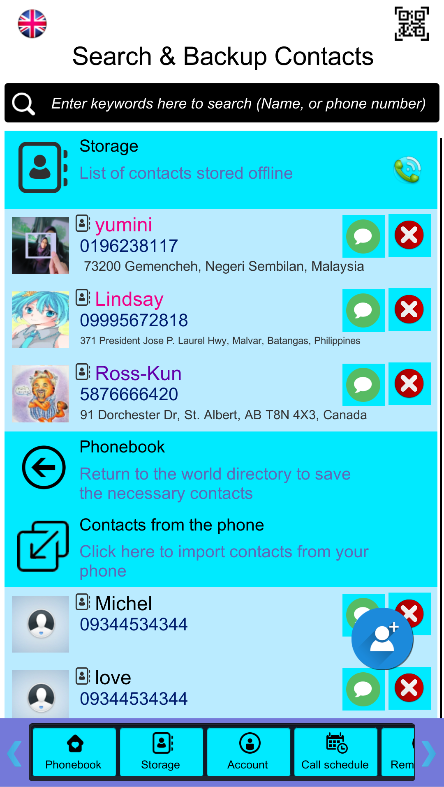 Search & Backup Contacts
Enter keywords here to search (Name, or phone number)
Storage
List of contacts stored offline
yumini
0196238117
73200 Gemencheh, Negeri Sembilan, Malaysia
Lindsay
09995672818
371 President Jose P. Laurel Hwy, Malvar, Batangas, Philippines
Ross-Kun
5876666420
91 Dorchester Dr, St. Albert, AB T8N 4X3, Canada
Phonebook
Return to the world directory to save
the necessary contacts
Contacts from the phone
Click here to import contacts from your
phone
Michel
09344534344
love
09344534344
Phonebook Storage Account Call schedule Rem